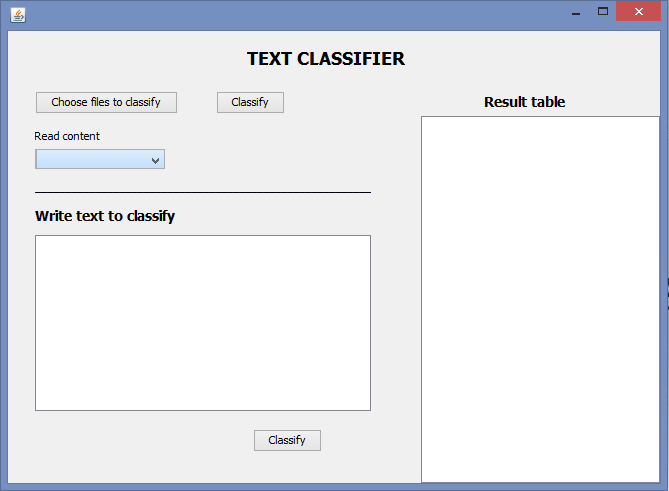 TEXT CLASSIFIER
Choose files to classify
Classify
Result table
Read content
Write text to classify
Classify